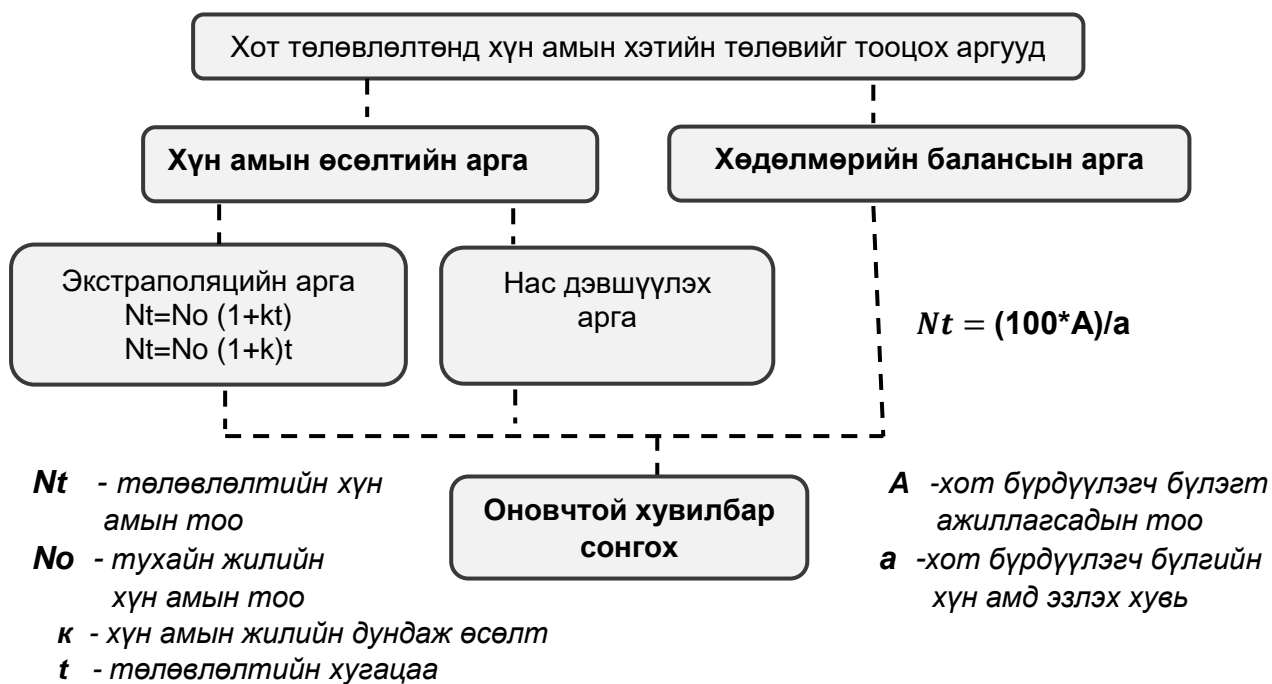 Хот төлөвлөлтөнд хүн амын хэтийн төлөвийг тооцох аргууд
Хүн амын өсөлтийн арга
Хөдөлмөрийн балансын арга
Экстраполяцийн арга
Nt=No (1+kt)
Nt=No (1+k)t
Нас дэвшүүлэх
арга
Nt = (100*A)/a
Оновчтой хувилбар
сонгох
Nt - төлөвлөлтийн хүн
амын тоо
No - тухайн жилийн
хүн амын тоо
к - хүн амын жилийн дундаж өсөлт
t - төлөвлөлтийн хугацаа
А -хот бүрдүүлэгч бүлэгт
ажиллагсадын тоо
а -хот бүрдүүлэгч бүлгийн
хүн амд эзлэх хувь